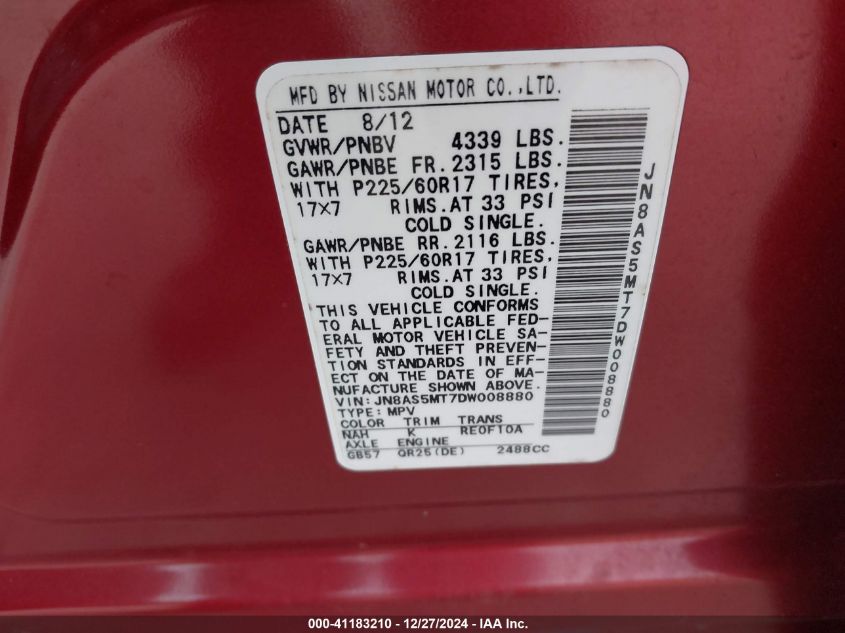 MFD BY NISSAN MOTOR CO.,LTD.
DATE 8/12
GVWR/PNBV 4339 LBS.
GAWR/PNBE FR.2315 LBS.
WITH P225/60R17 TIRES,
17X7 RIMS.AT 33 PSI
COLD SINGLE.
GAWR/PNBE RR.2116 LBS.
WITH P225/60R17 TIRES,
17X7 RIMS.AT 33 PSI
COLD SINGLE.
THIS VEHICLE CONFORMS
TO ALL APPLICABLE FED-
ERAL MOTOR VEHICLE SA-
FETY AND THEFT PREVEN-
TION STANDARDS IN EFF-
ECT ON THE DATE OF MA-
NUFACTURE SHOWN ABOVE.
VIN: JN8AS5MT7DW008880
TYPE: MPV
COLOR TRIM TRANS
NAH K RE0F10A
AXLE ENGINE
GB57 QR25(DE) 2488CC
JN8AS5MT7DW008880
000-41183210 - 12/27/2024 - IAA Inc.